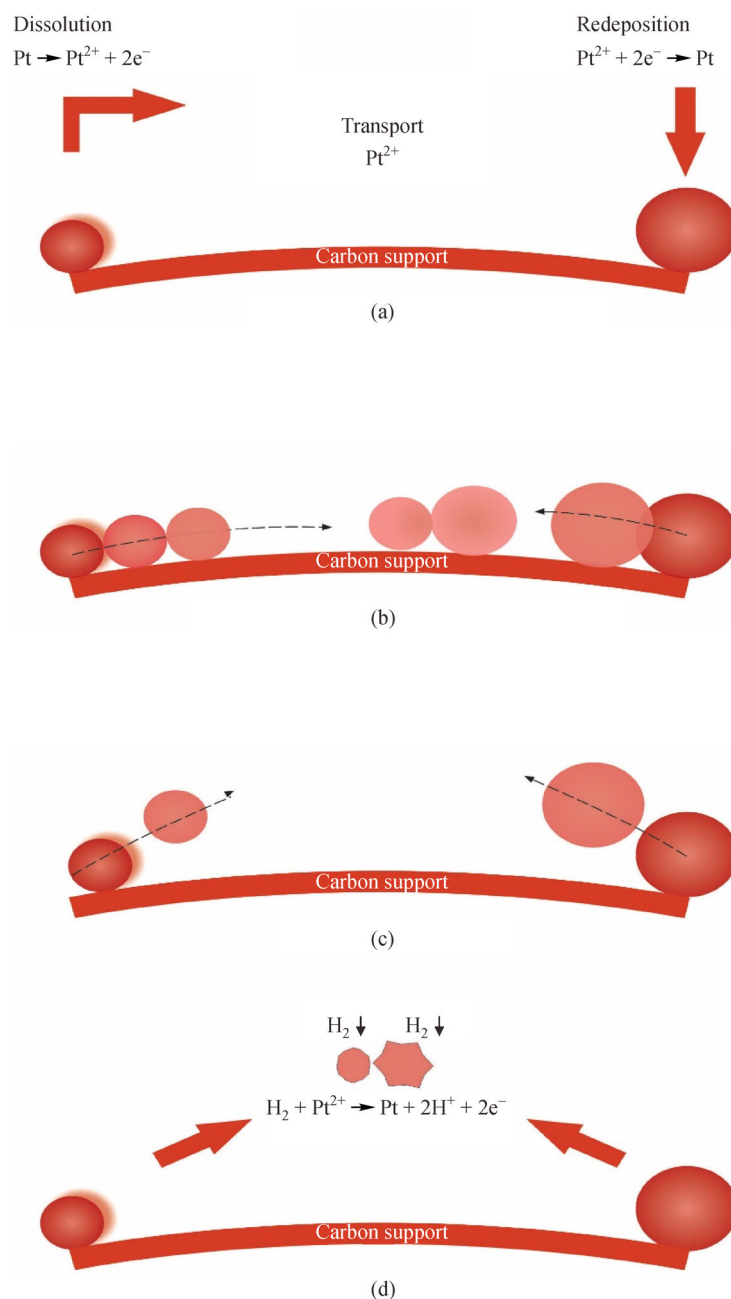 Dissolution
Pt → Pt²⁺ + 2e⁻
Redeposition
Pt²⁺ + 2e⁻ → Pt
Transport
Pt²⁺
Carbon support
(a)
Carbon support
(b)
Carbon support
(c)
H₂ ↓ H₂ ↓
H₂ + Pt²⁺ → Pt + 2H⁺ + 2e⁻
Carbon support
(d)